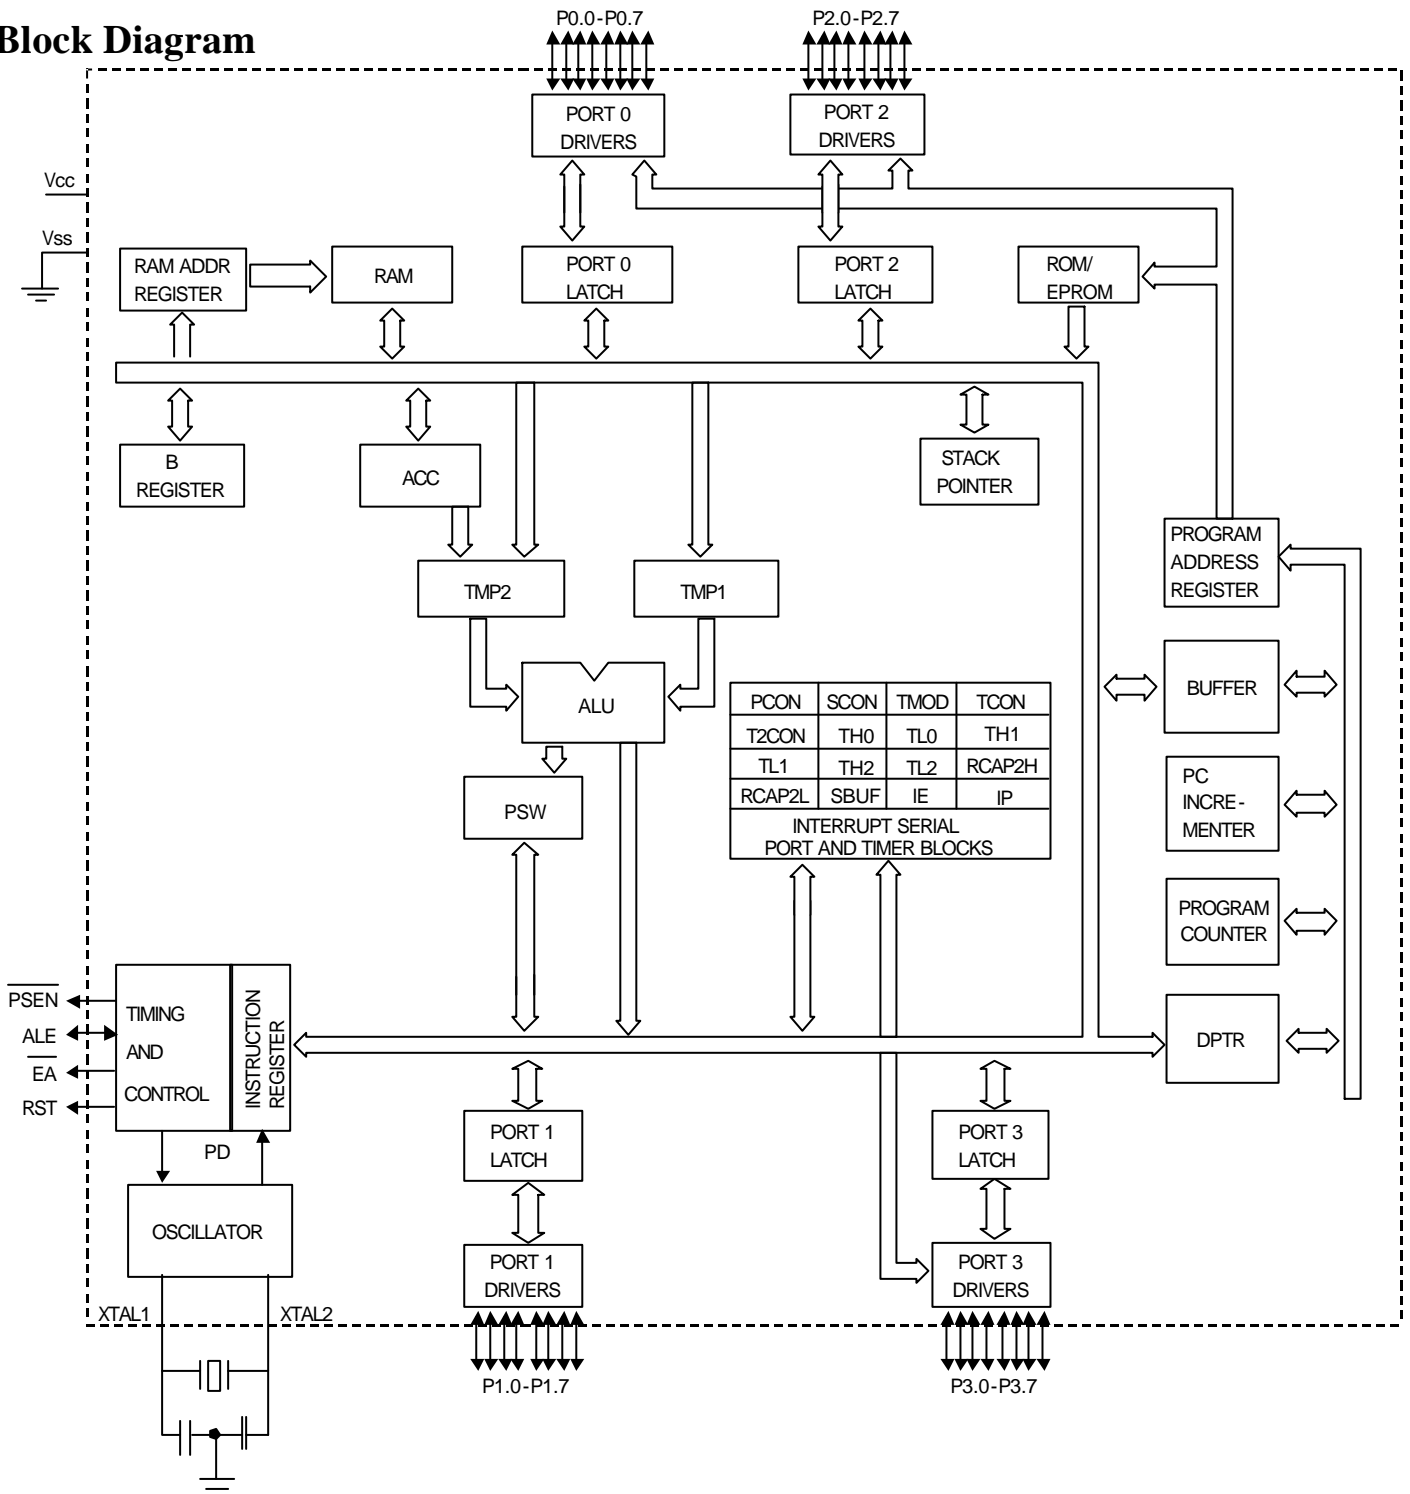 Block Diagram
P0.0-P0.7
P2.0-P2.7
PORT 0
DRIVERS
PORT 2
DRIVERS
Vcc
Vss
RAM ADDR
REGISTER
RAM
PORT 0
LATCH
PORT 2
LATCH
ROM/
EPROM
B
REGISTER
ACC
STACK
POINTER
PROGRAM
ADDRESS
REGISTER
TMP2
TMP1
ALU
BUFFER
PCON SCON TMOD TCON
T2CON TH0 TL0 TH1
TL1 TH2 TL2 RCAP2H
RCAP2L SBUF IE IP
INTERRUPT SERIAL
PORT AND TIMER BLOCKS
PSW
PC
INCRE-
MENTER
PROGRAM
COUNTER
PSEN
ALE
EA
RST
TIMING
AND
CONTROL
INSTRUCTION
REGISTER
DPTR
PD
PORT 1
LATCH
PORT 3
LATCH
OSCILLATOR
PORT 1
DRIVERS
PORT 3
DRIVERS
XTAL1
XTAL2
P1.0-P1.7
P3.0-P3.7